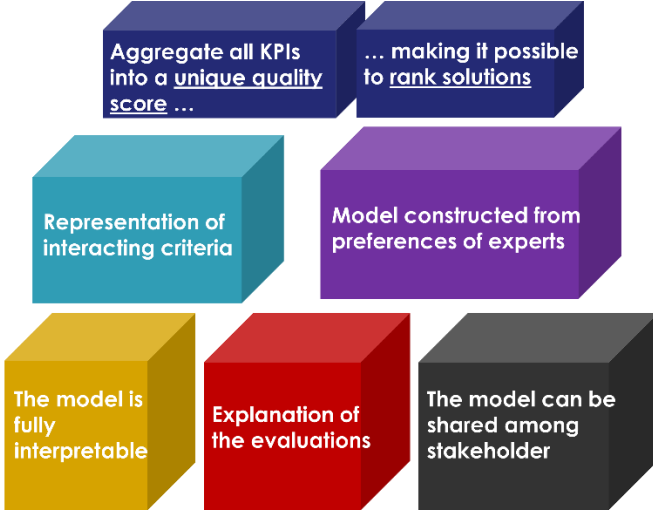 Aggregate all KPIs
into a unique quality
score ...
... making it possible
to rank solutions
Representation of
interacting criteria
Model constructed from
preferences of experts
The model is
fully
interpretable
Explanation of
the evaluations
The model can be
shared among
stakeholder